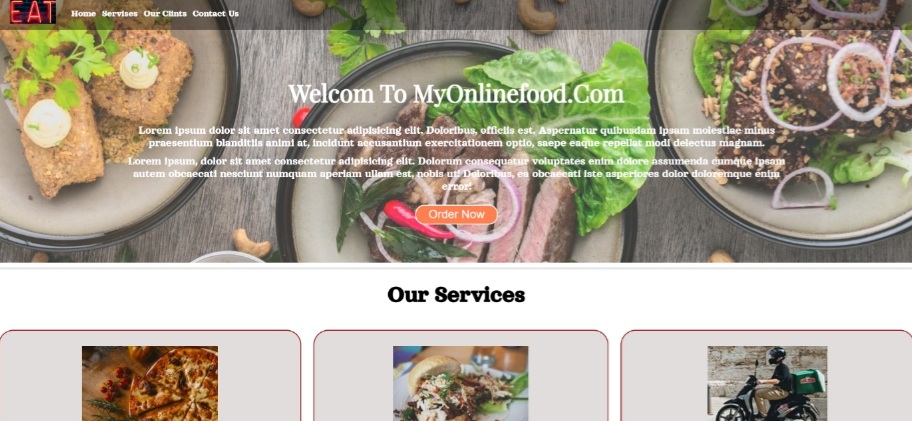 EAT
Home Services Our Clints Contact Us
Welcom To MyOnlinefood.Com
Lorem ipsum dolor sit amet consectetur adipisicing elit. Doloribus, officiis est. Aspernatur quibusdam ipsam molestiae minus
praesentium blanditiis animi at, incidunt accusantium exercitationem optio, saepe eaque repellat modi delectus magnam.
Lorem ipsum, dolor sit amet consectetur adipisicing elit. Dolorum consequatur voluptates enim dolore assumenda cumque ipsam
autem obcaecati nesciunt numquam aperiam ullam est, nobis ut! Doloribus, ea obcaecati iste asperiores dolor doloremque enim
error!
Order Now
Our Services